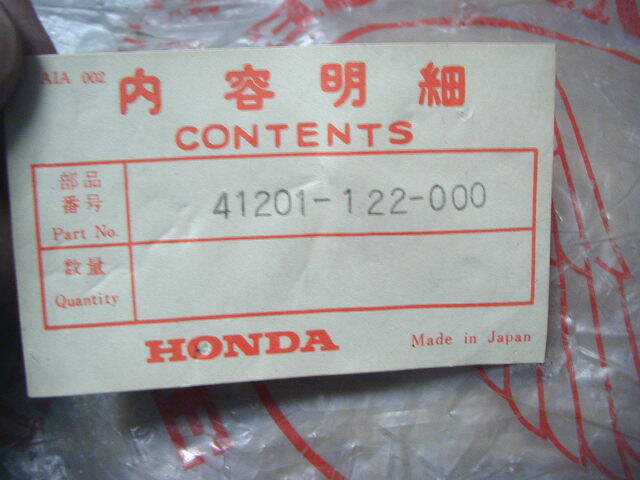 AIA 002
内容明細
CONTENTS
部品
番号
Part No.
41201-122-000
数量
Quantity
HONDA
Made in Japan